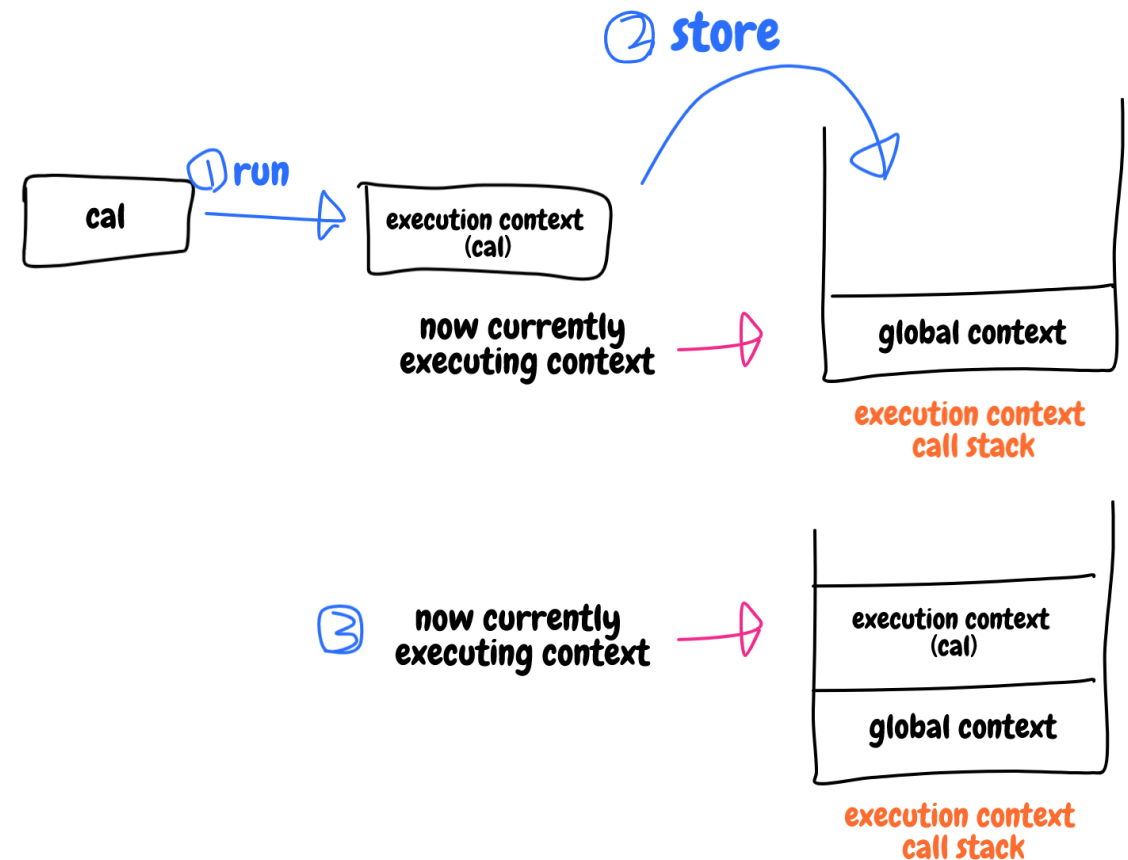 ② store
① run
cal
execution context
(cal)
now currently
executing context
global context
execution context
call stack
③
now currently
executing context
execution context
(cal)
global context
execution context
call stack